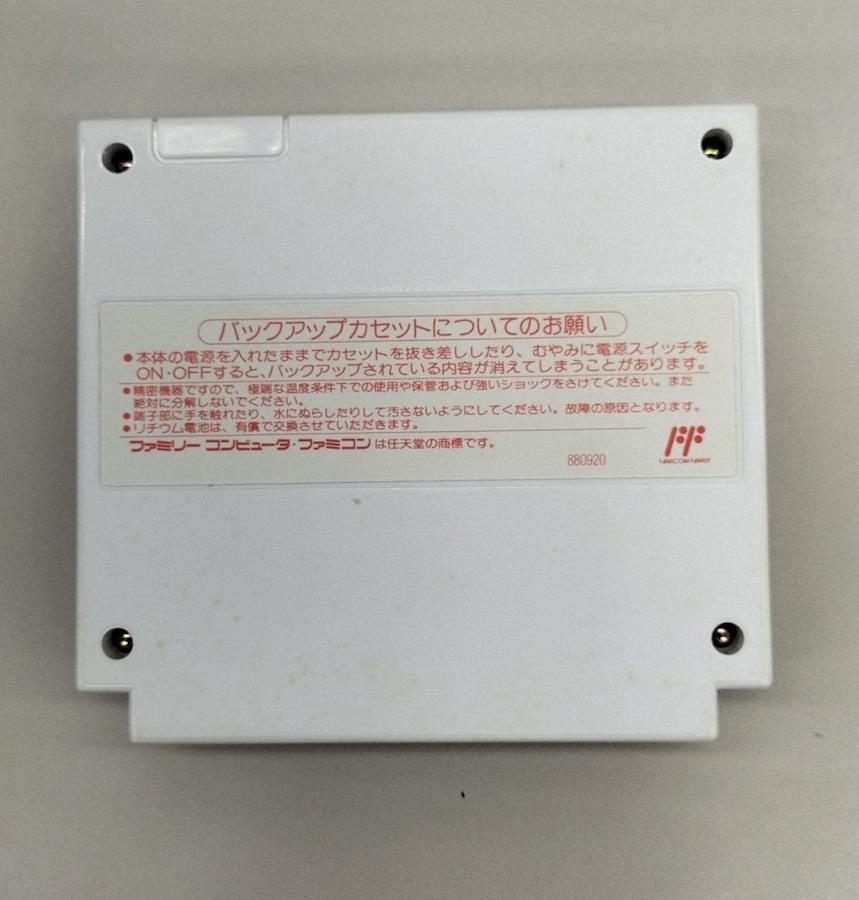 バックアップカセットについてのお願い
●本体の電源を入れたままでカセットを抜き差ししたり、むやみに電源スイッチを
ON・OFFすると、バックアップされている内容が消えてしまうことがあります。
●精密機器ですので、極端な温度条件下での使用や保管および強いショックをさけてください。また
絶対に分解しないでください。
●端子部に手を触れたり、水にぬらしたりして汚さないようにしてください。故障の原因となります。
●リチウム電池は、有償で交換させていただきます。
ファミリーコンピュータ・ファミコンは任天堂の商標です。
880920
FF
FAMICOM FAMILY